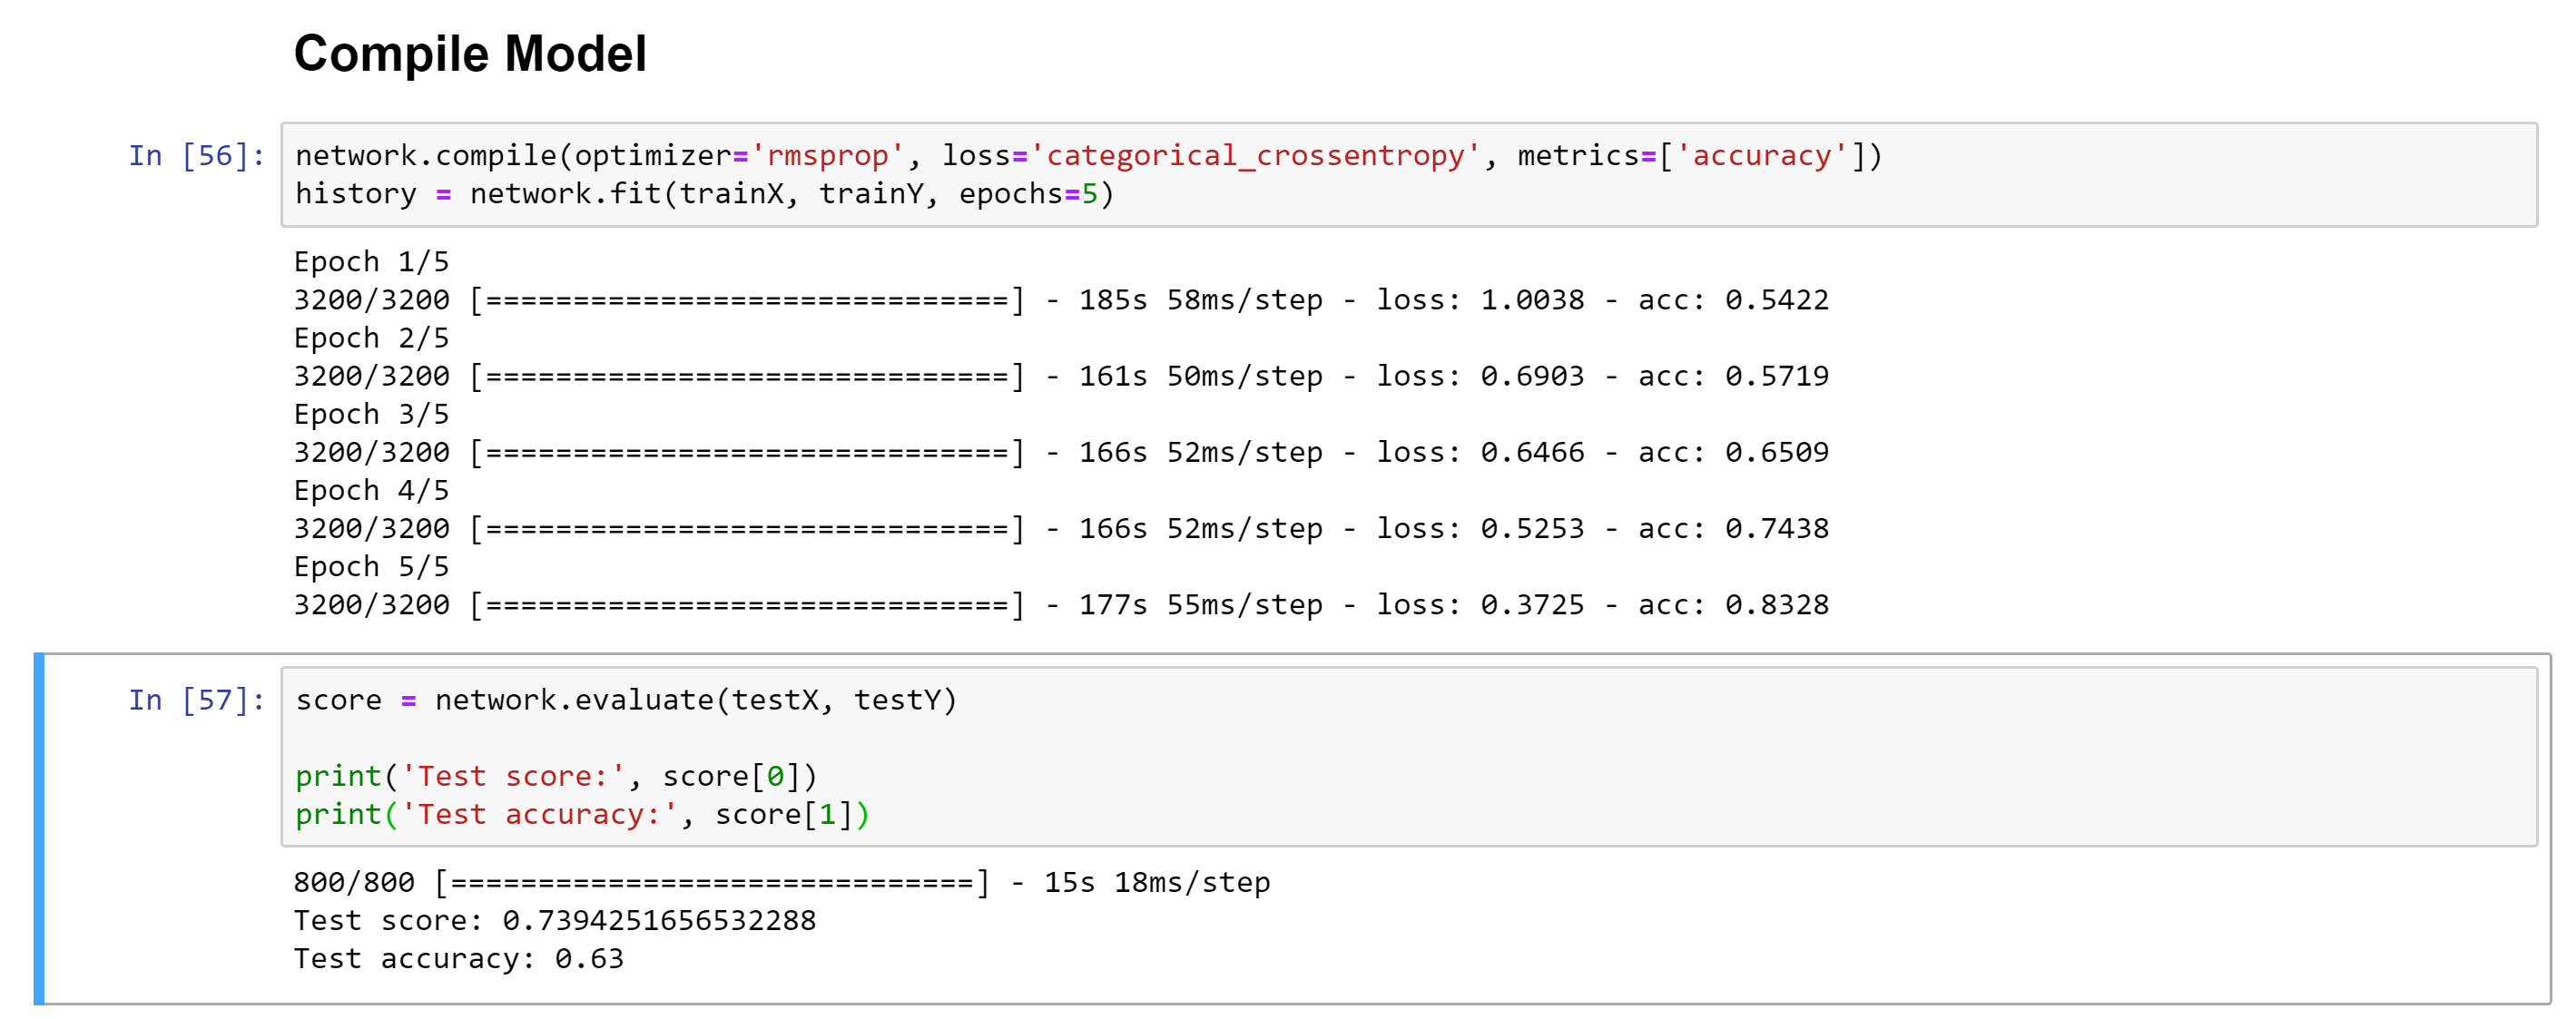 Compile Model
In [56]: network.compile(optimizer='rmsprop', loss='categorical_crossentropy', metrics=['accuracy'])
history = network.fit(trainX, trainY, epochs=5)
Epoch 1/5
3200/3200 [==============================] - 185s 58ms/step - loss: 1.0038 - acc: 0.5422
Epoch 2/5
3200/3200 [==============================] - 161s 50ms/step - loss: 0.6903 - acc: 0.5719
Epoch 3/5
3200/3200 [==============================] - 166s 52ms/step - loss: 0.6466 - acc: 0.6509
Epoch 4/5
3200/3200 [==============================] - 166s 52ms/step - loss: 0.5253 - acc: 0.7438
Epoch 5/5
3200/3200 [==============================] - 177s 55ms/step - loss: 0.3725 - acc: 0.8328
In [57]: score = network.evaluate(testX, testY)
print('Test score:', score[0])
print('Test accuracy:', score[1])
800/800 [==============================] - 15s 18ms/step
Test score: 0.7394251656532288
Test accuracy: 0.63